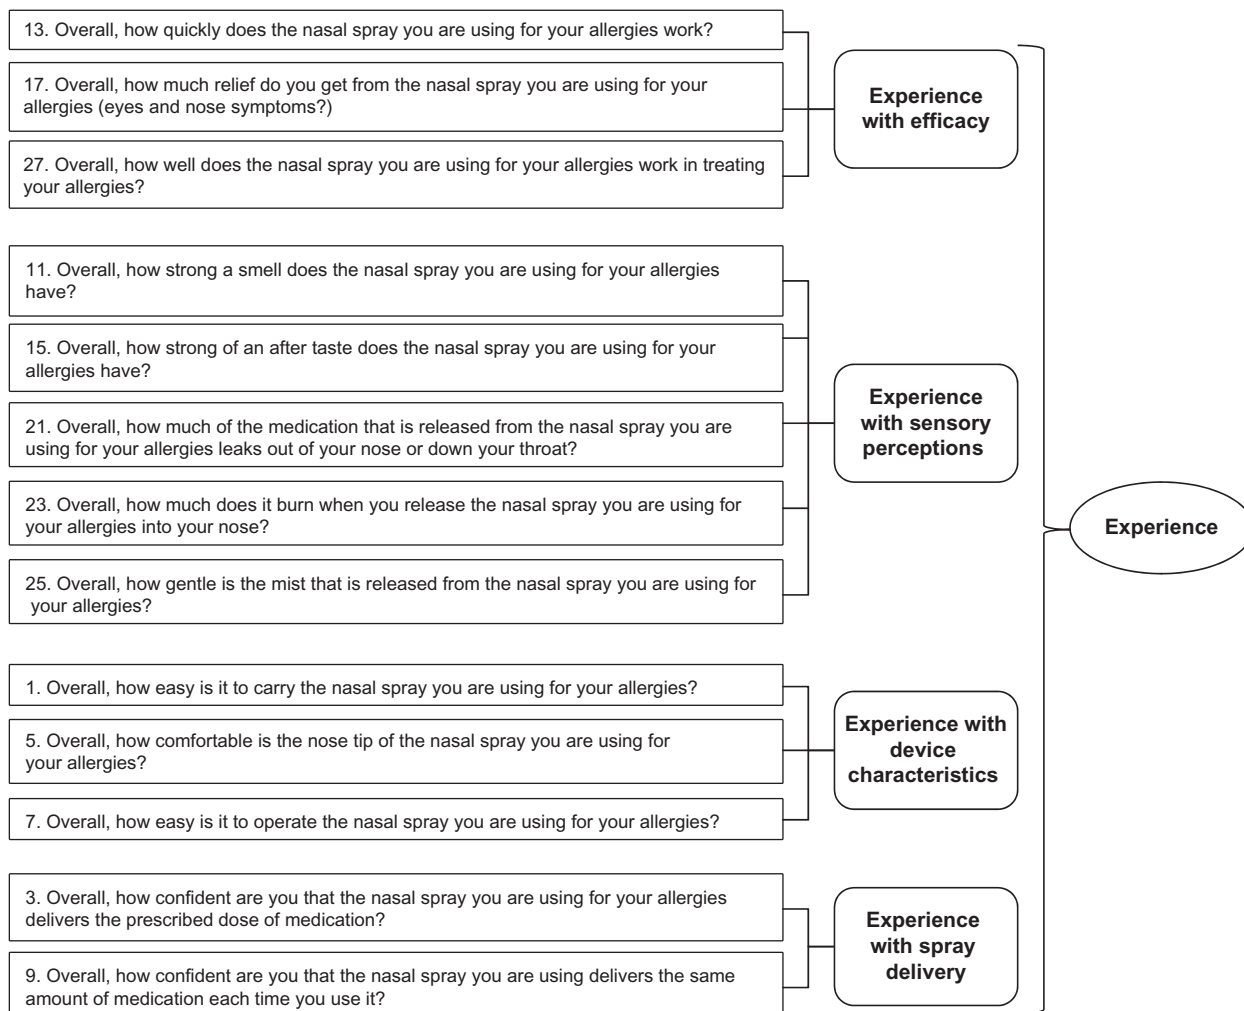 13. Overall, how quickly does the nasal spray you are using for your allergies work?
17. Overall, how much relief do you get from the nasal spray you are using for your
allergies (eyes and nose symptoms?)
27. Overall, how well does the nasal spray you are using for your allergies work in treating
your allergies?
Experience
with efficacy
11. Overall, how strong a smell does the nasal spray you are using for your allergies
have?
15. Overall, how strong of an after taste does the nasal spray you are using for your
allergies have?
21. Overall, how much of the medication that is released from the nasal spray you are
using for your allergies leaks out of your nose or down your throat?
23. Overall, how much does it burn when you release the nasal spray you are using for
your allergies into your nose?
25. Overall, how gentle is the mist that is released from the nasal spray you are using for
your allergies?
Experience
with sensory
perceptions
1. Overall, how easy is it to carry the nasal spray you are using for your allergies?
5. Overall, how comfortable is the nose tip of the nasal spray you are using for
your allergies?
7. Overall, how easy is it to operate the nasal spray you are using for your allergies?
Experience with
device
characteristics
3. Overall, how confident are you that the nasal spray you are using for your allergies
delivers the prescribed dose of medication?
9. Overall, how confident are you that the nasal spray you are using delivers the same
amount of medication each time you use it?
Experience
with spray
delivery
Experience